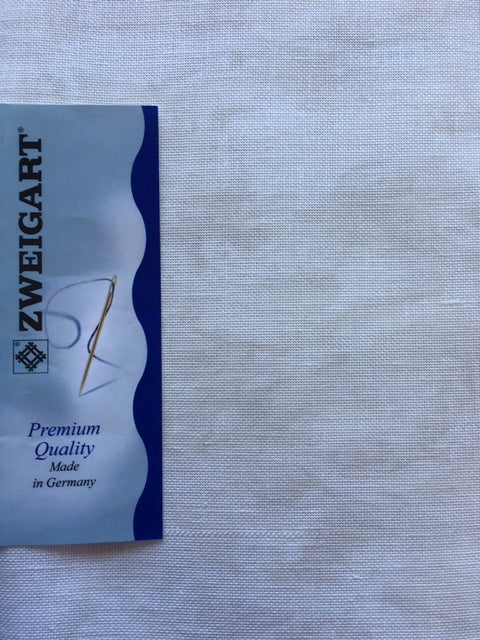 ZWEIGART®
Premium
Quality
Made
in Germany